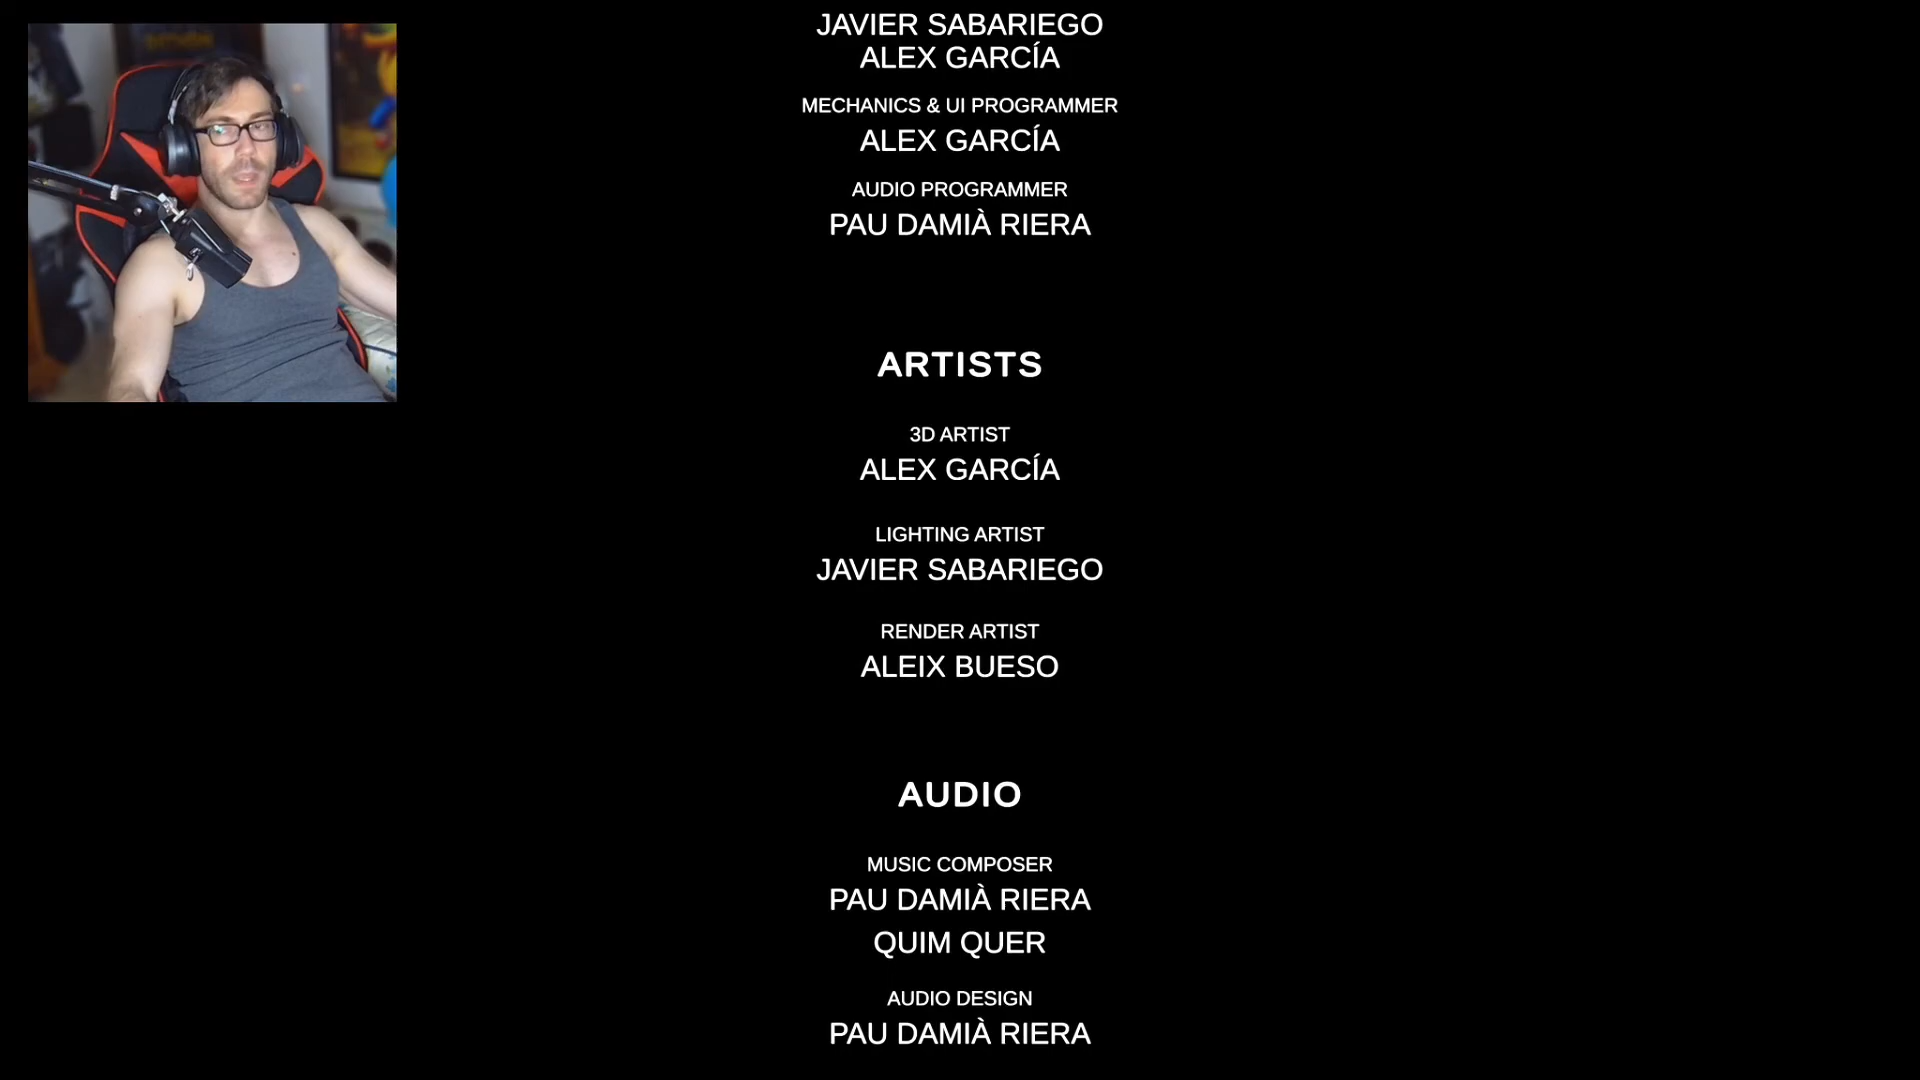 JAVIER SABARIEGO
ALEX GARCÍA
MECHANICS & UI PROGRAMMER
ALEX GARCÍA
AUDIO PROGRAMMER
PAU DAMIÀ RIERA
ARTISTS
3D ARTIST
ALEX GARCÍA
LIGHTING ARTIST
JAVIER SABARIEGO
RENDER ARTIST
ALEIX BUESO
AUDIO
MUSIC COMPOSER
PAU DAMIÀ RIERA
QUIM QUER
AUDIO DESIGN
PAU DAMIÀ RIERA